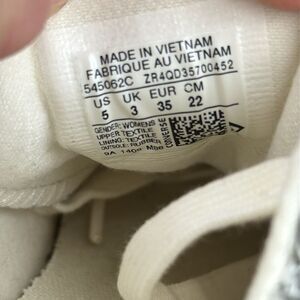 MADE IN VIETNAM
FABRIQUE AU VIETNAM
545062C ZR4QD35700452
US UK EUR CM
5 3 35 22
GENDER: WOMENS
UPPER: TEXTILE
LINING: TEXTILE
OUTSOLE: RUBBER
CONVERSE